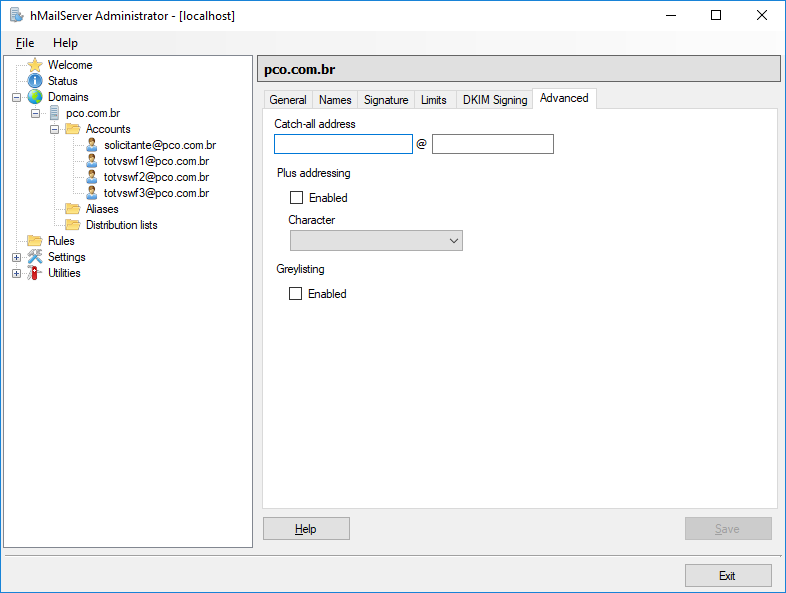 hMailServer Administrator - [localhost]
File Help
Welcome
Status
Domains
pco.com.br
Accounts
solicitante@pco.com.br
totvswf1@pco.com.br
totvswf2@pco.com.br
totvswf3@pco.com.br
Aliases
Distribution lists
Rules
Settings
Utilities
pco.com.br
General Names Signature Limits DKIM Signing Advanced
Catch-all address
@
Plus addressing
Enabled
Character
Greylisting
Enabled
Help Save
Exit